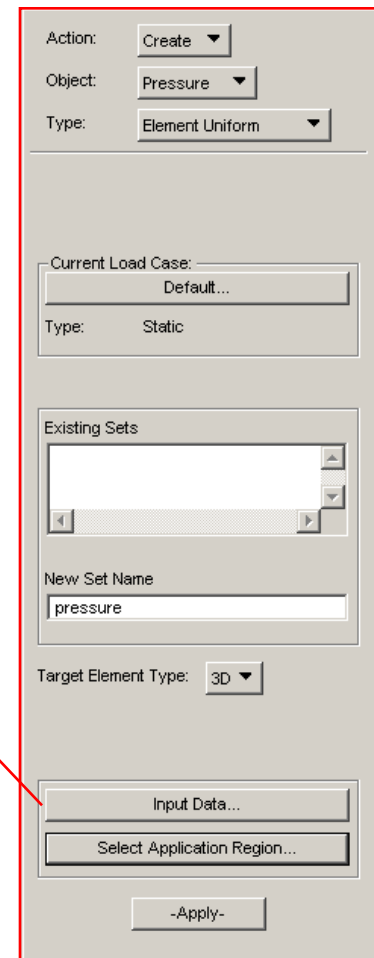 Action: Create
Object: Pressure
Type: Element Uniform
Current Load Case:
Default...
Type: Static
Existing Sets
New Set Name
pressure
Target Element Type: 3D
Input Data...
Select Application Region...
-Apply-